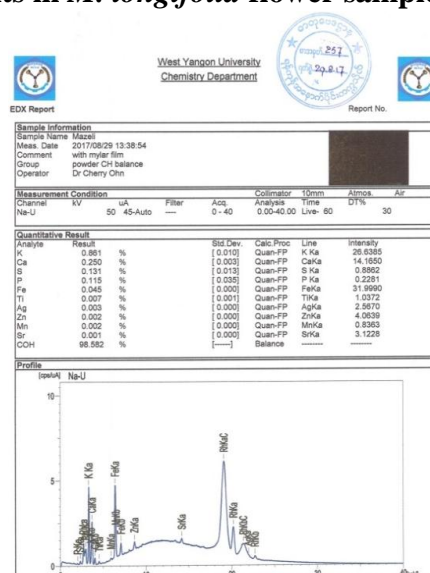 ts in M. longifolia flower sample
West Yangon University
Chemistry Department
EDX Report
Report No.
257
29.8.17
Sample Information
Sample Name Mazeli
Meas. Date 2017/08/29 13:38:54
Comment with mylar film
Group powder CH balance
Operator Dr Cherry Ohn
Measurement Condition Collimator 10mm Atmos. Air
Channel kV uA Filter Acq. Analysis Time DT%
Na-U 50 45-Auto ---- 0 - 40 0.00-40.00 Live- 60 30
Quantitative Result
Analyte Result Std.Dev. Calc.Proc Line Intensity
K 0.861 % [ 0.010] Quan-FP K Ka 26.6385
Ca 0.250 % [ 0.003] Quan-FP CaKa 14.1650
S 0.131 % [ 0.013] Quan-FP S Ka 0.8862
P 0.115 % [ 0.035] Quan-FP P Ka 0.2281
Fe 0.045 % [ 0.000] Quan-FP FeKa 31.9990
Ti 0.007 % [ 0.001] Quan-FP TiKa 1.0372
Ag 0.003 % [ 0.000] Quan-FP AgKa 2.5670
Zn 0.002 % [ 0.000] Quan-FP ZnKa 4.0639
Mn 0.002 % [ 0.000] Quan-FP MnKa 0.8363
Sr 0.001 % [ 0.000] Quan-FP SrKa 3.1228
COH 98.582 % [-----] Balance -------- --------
Profile
[cps/uA] Na-U
10
5
0
K Ka
CaKa
FeKa
FeKb
ZnKa
SrKa
RhKaC
RhKa
RhKbC
RhKb